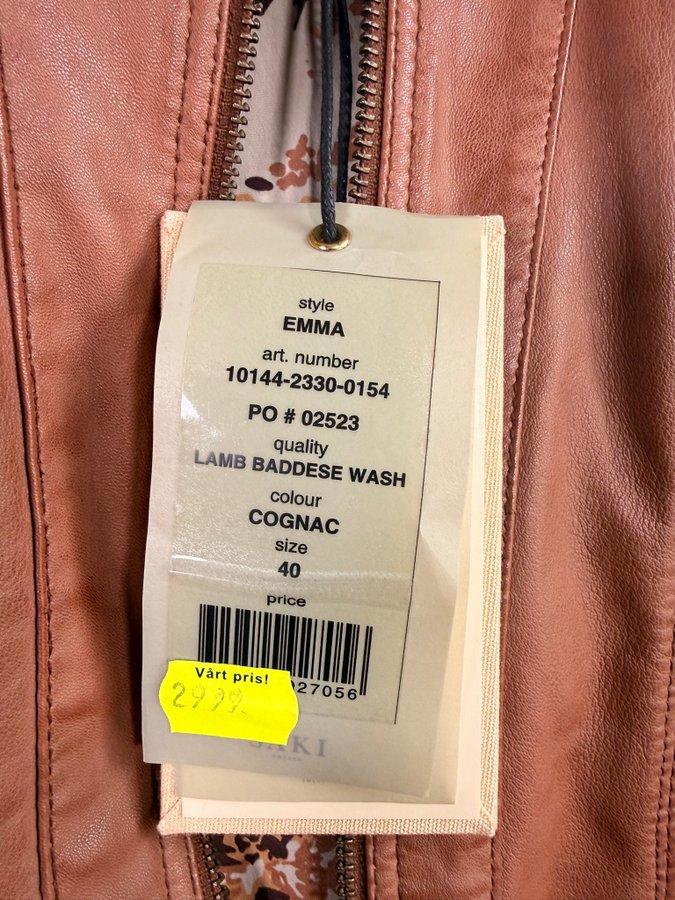 style
EMMA
art. number
10144-2330-0154
PO # 02523
quality
LAMB BADDESE WASH
colour
COGNAC
size
40
price
27056
Vårt pris!
2999.
SAKI